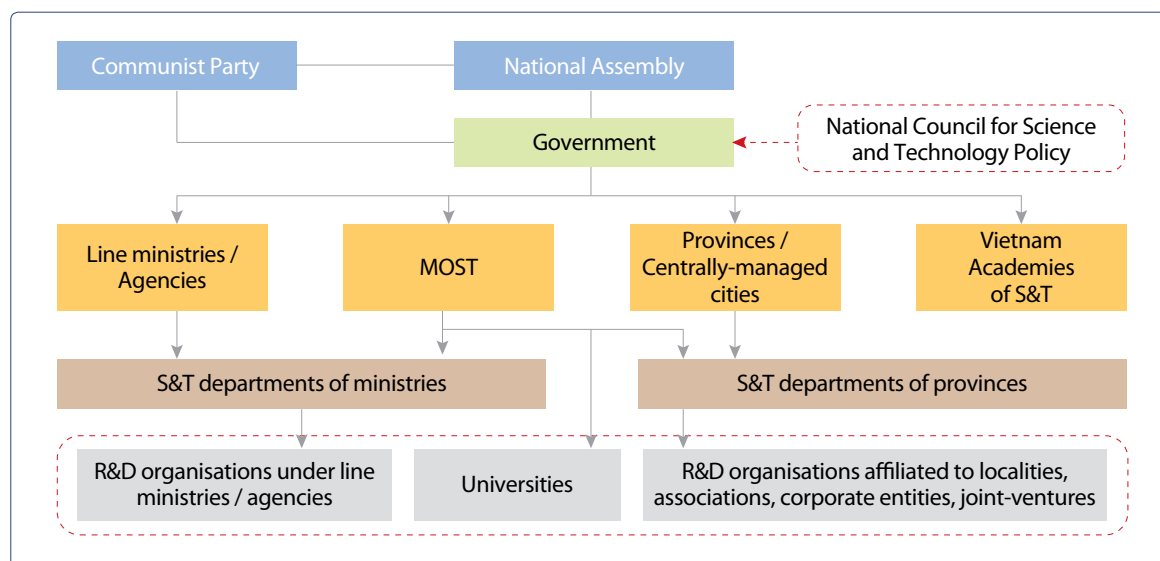 Communist Party
National Assembly
Government
National Council for Science
and Technology Policy
Line ministries /
Agencies
MOST
Provinces /
Centrally-managed
cities
Vietnam
Academies
of S&T
S&T departments of ministries
S&T departments of provinces
R&D organisations under line
ministries / agencies
Universities
R&D organisations affiliated to localities,
associations, corporate entities, joint-ventures